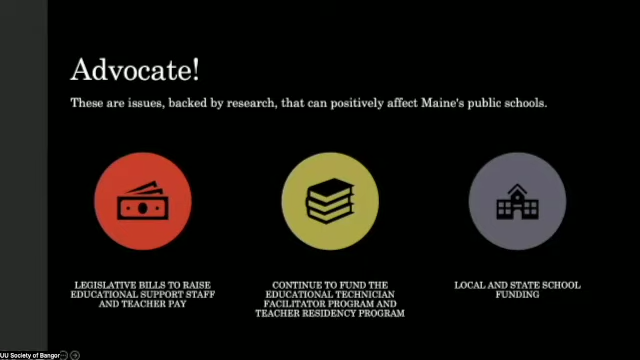 Advocate!
These are issues, backed by research, that can positively affect Maine's public schools.
LEGISLATIVE BILLS TO RAISE
EDUCATIONAL SUPPORT STAFF
AND TEACHER PAY
CONTINUE TO FUND THE
EDUCATIONAL TECHNICIAN
FACILITATOR PROGRAM AND
TEACHER RESIDENCY PROGRAM
LOCAL AND STATE SCHOOL
FUNDING
UU Society of Bangor